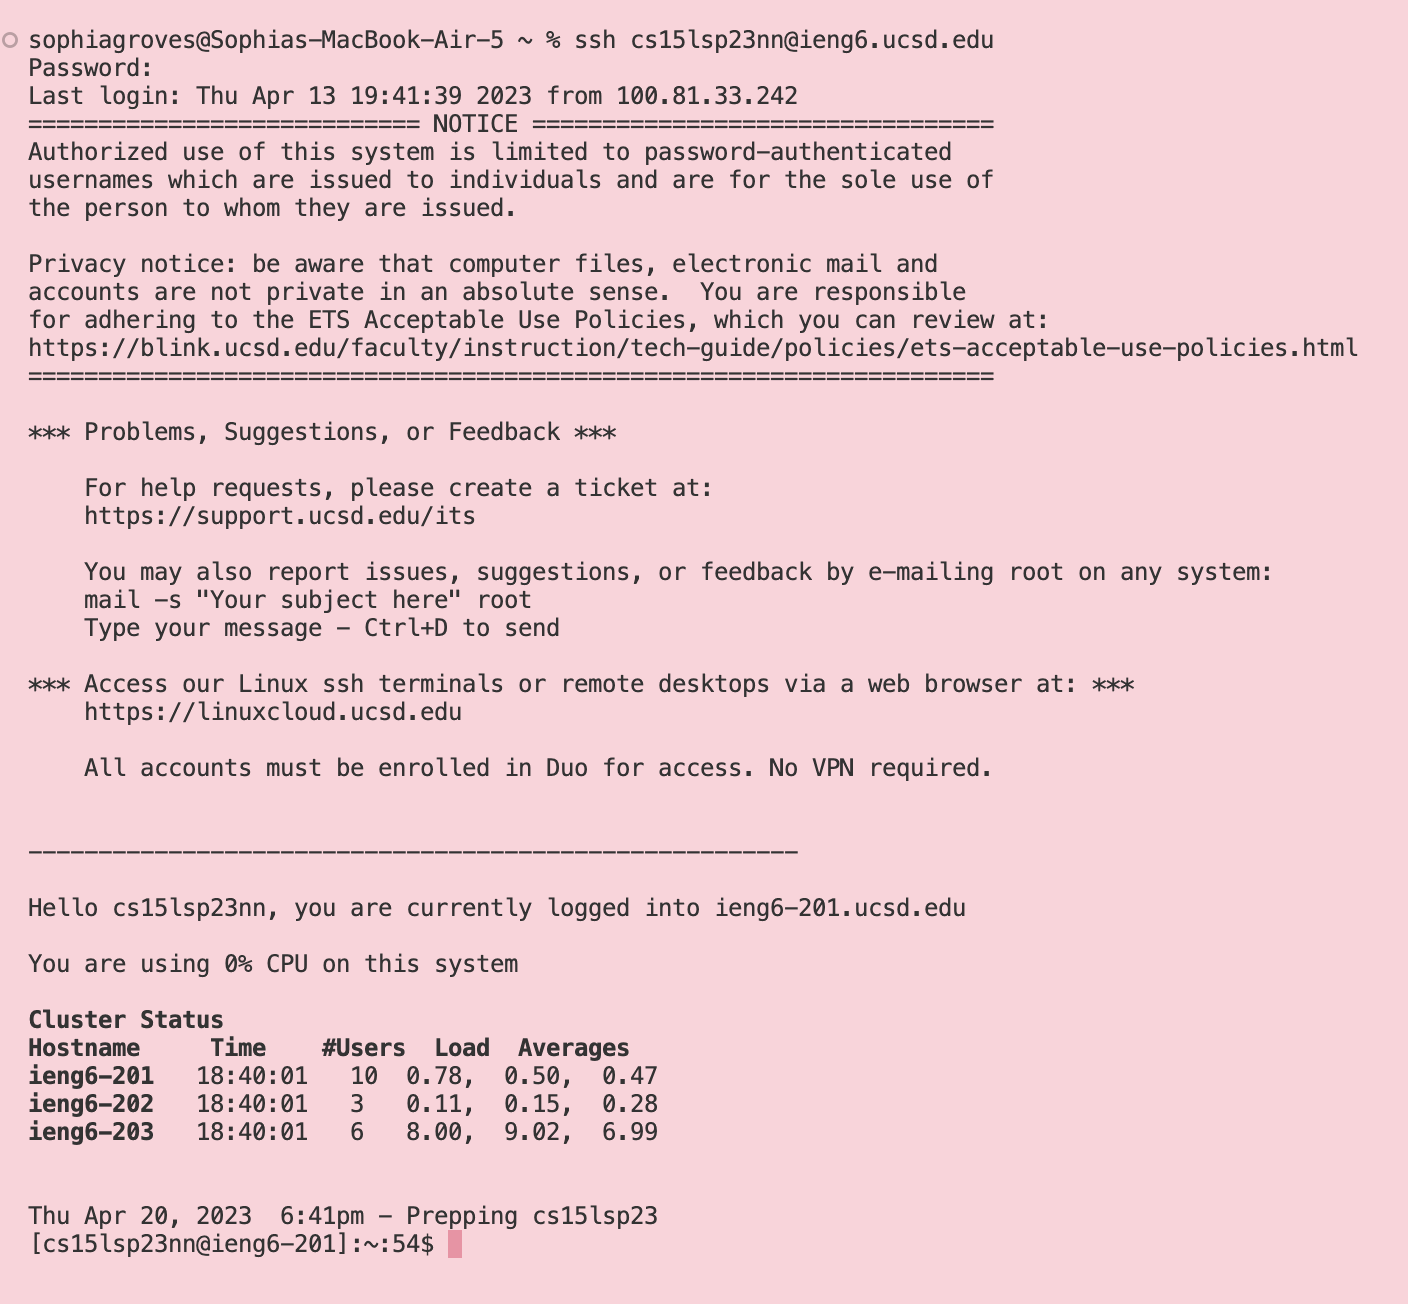 sophiagroves@Sophias-MacBook-Air-5 ~ % ssh cs15lsp23nn@ieng6.ucsd.edu
Password:
Last login: Thu Apr 13 19:41:39 2023 from 100.81.33.242
============================ NOTICE =================================
Authorized use of this system is limited to password-authenticated
usernames which are issued to individuals and are for the sole use of
the person to whom they are issued.

Privacy notice: be aware that computer files, electronic mail and
accounts are not private in an absolute sense.  You are responsible
for adhering to the ETS Acceptable Use Policies, which you can review at:
https://blink.ucsd.edu/faculty/instruction/tech-guide/policies/ets-acceptable-use-policies.html
=====================================================================

*** Problems, Suggestions, or Feedback ***

    For help requests, please create a ticket at:
    https://support.ucsd.edu/its

    You may also report issues, suggestions, or feedback by e-mailing root on any system:
    mail -s "Your subject here" root
    Type your message - Ctrl+D to send

*** Access our Linux ssh terminals or remote desktops via a web browser at: ***
    https://linuxcloud.ucsd.edu

    All accounts must be enrolled in Duo for access. No VPN required.


-------------------------------------------------------

Hello cs15lsp23nn, you are currently logged into ieng6-201.ucsd.edu

You are using 0% CPU on this system

Cluster Status
Hostname     Time    #Users  Load  Averages
ieng6-201   18:40:01   10  0.78,  0.50,  0.47
ieng6-202   18:40:01   3   0.11,  0.15,  0.28
ieng6-203   18:40:01   6   8.00,  9.02,  6.99


Thu Apr 20, 2023  6:41pm - Prepping cs15lsp23
[cs15lsp23nn@ieng6-201]:~:54$